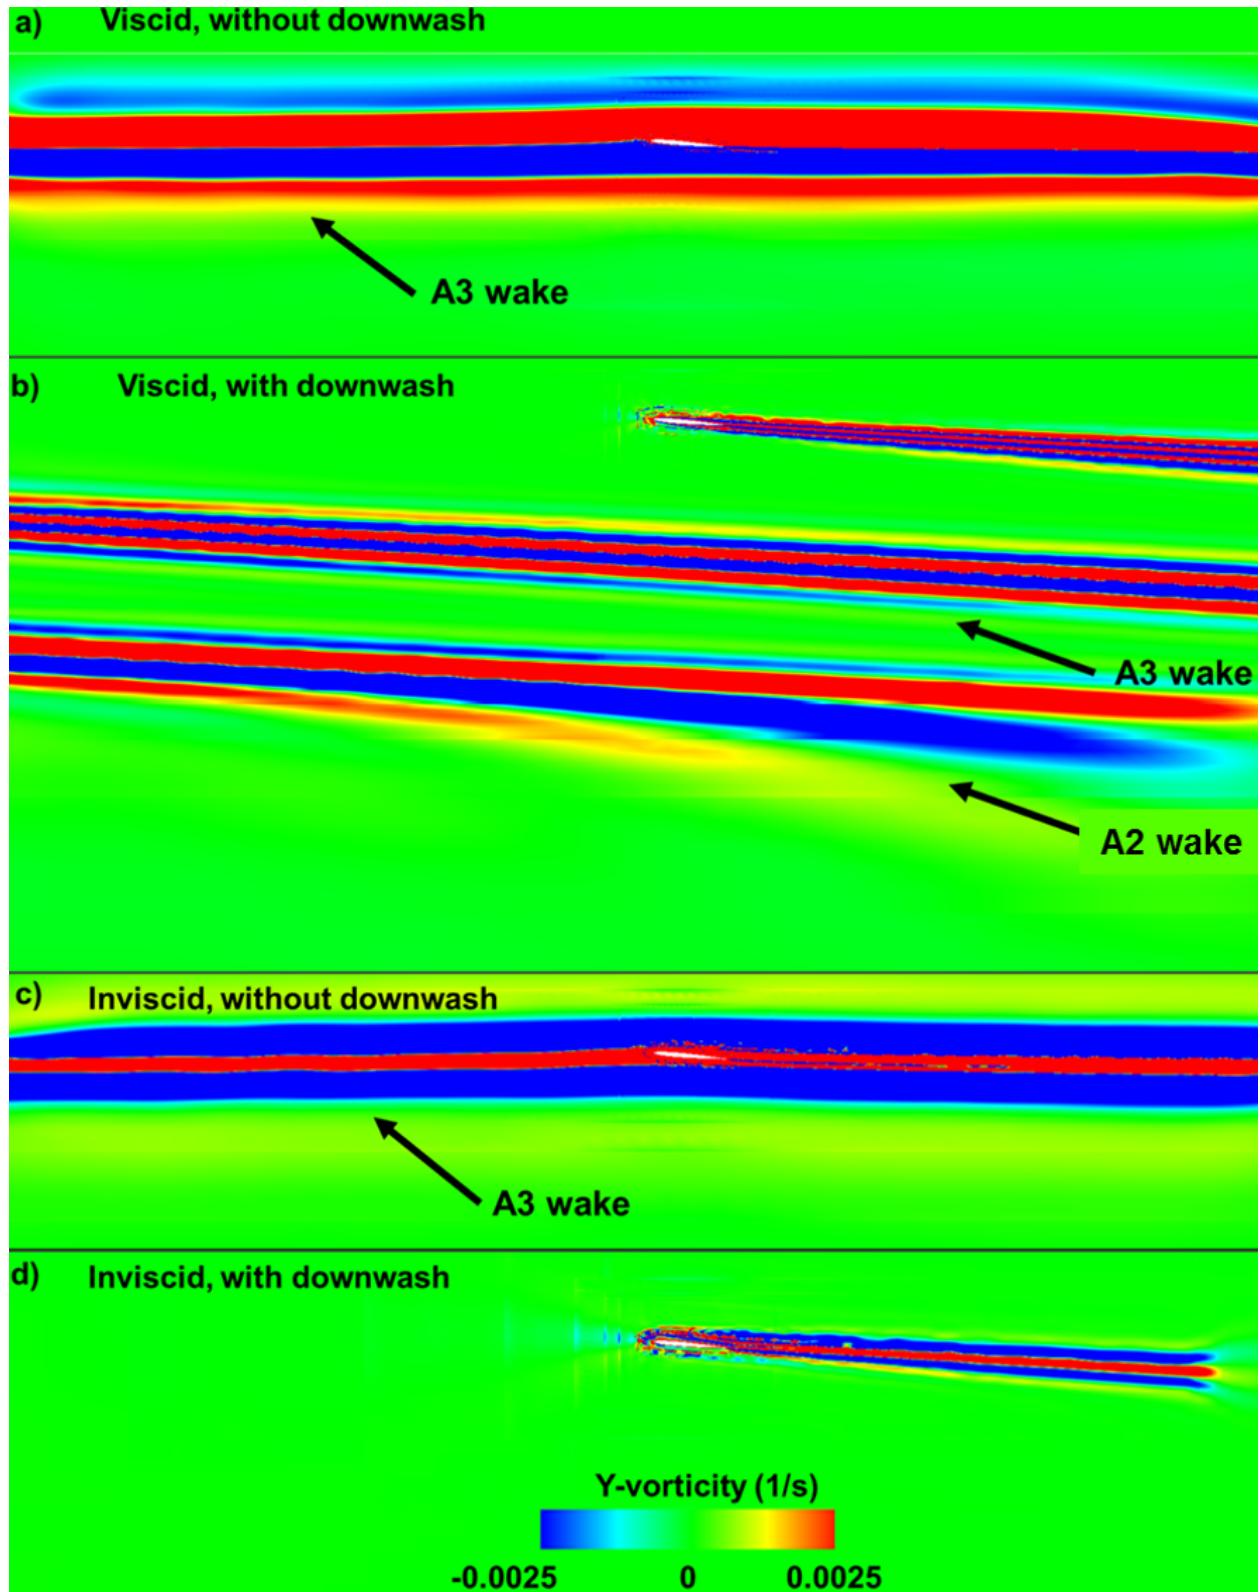 a) Viscid, without downwash
A3 wake
b) Viscid, with downwash
A3 wake
A2 wake
c) Inviscid, without downwash
A3 wake
d) Inviscid, with downwash
Y-vorticity (1/s)
-0.0025 0 0.0025